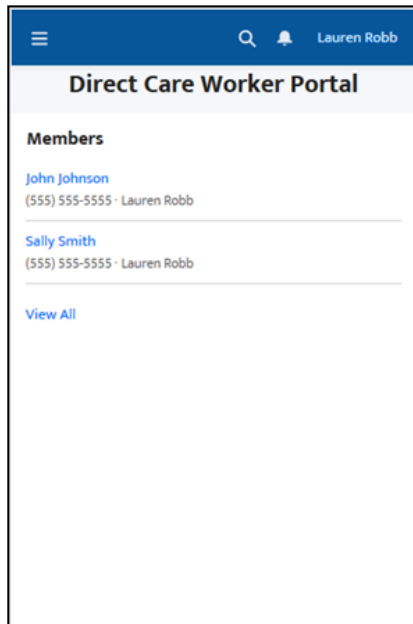 Lauren Robb
Direct Care Worker Portal
Members
John Johnson
(555) 555-5555 · Lauren Robb
Sally Smith
(555) 555-5555 · Lauren Robb
View All